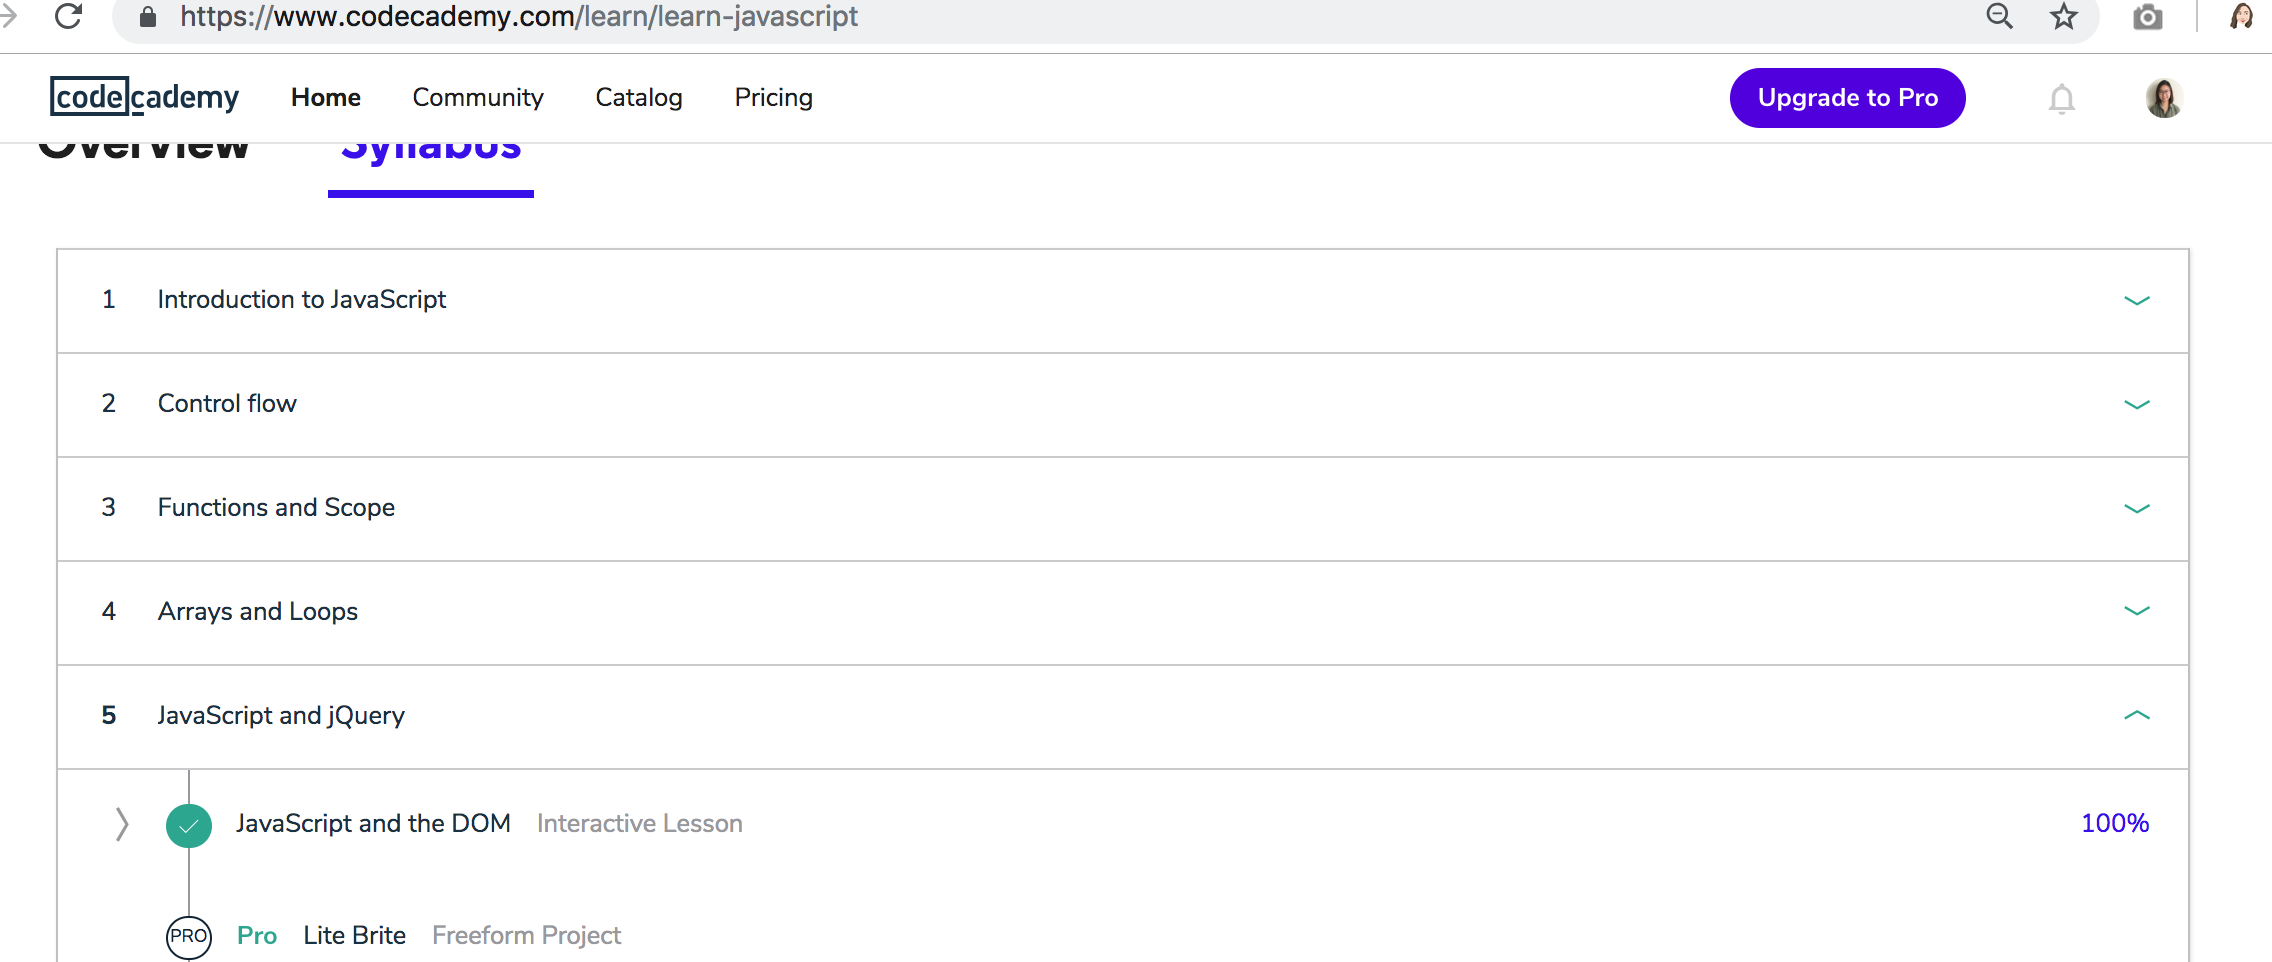 https://www.codecademy.com/learn/learn-javascript
codecademy Home Community Catalog Pricing Upgrade to Pro
Overview Syllabus
1 Introduction to JavaScript
2 Control flow
3 Functions and Scope
4 Arrays and Loops
5 JavaScript and jQuery
JavaScript and the DOM Interactive Lesson 100%
PRO Pro Lite Brite Freeform Project